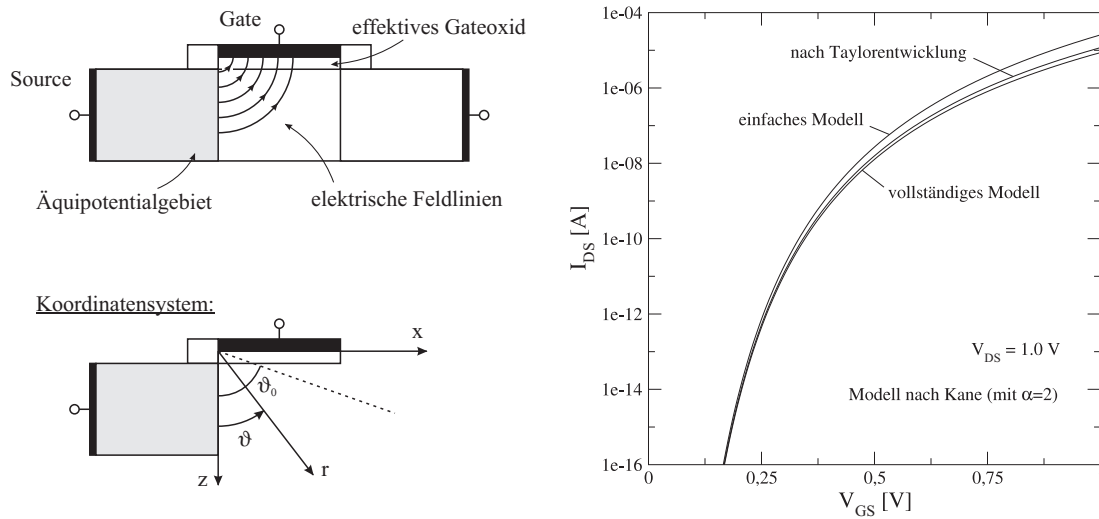 Gate
effektives Gateoxid
Source
Äquipotentialgebiet
elektrische Feldlinien
Koordinatensystem:
x
ϑ₀
ϑ
r
z
1e-04
1e-06
1e-08
1e-10
1e-12
1e-14
1e-16
I_DS [A]
nach Taylorentwicklung
einfaches Modell
vollständiges Modell
V_DS = 1.0 V
Modell nach Kane (mit α=2)
0
0,25
0,5
0,75
V_GS [V]